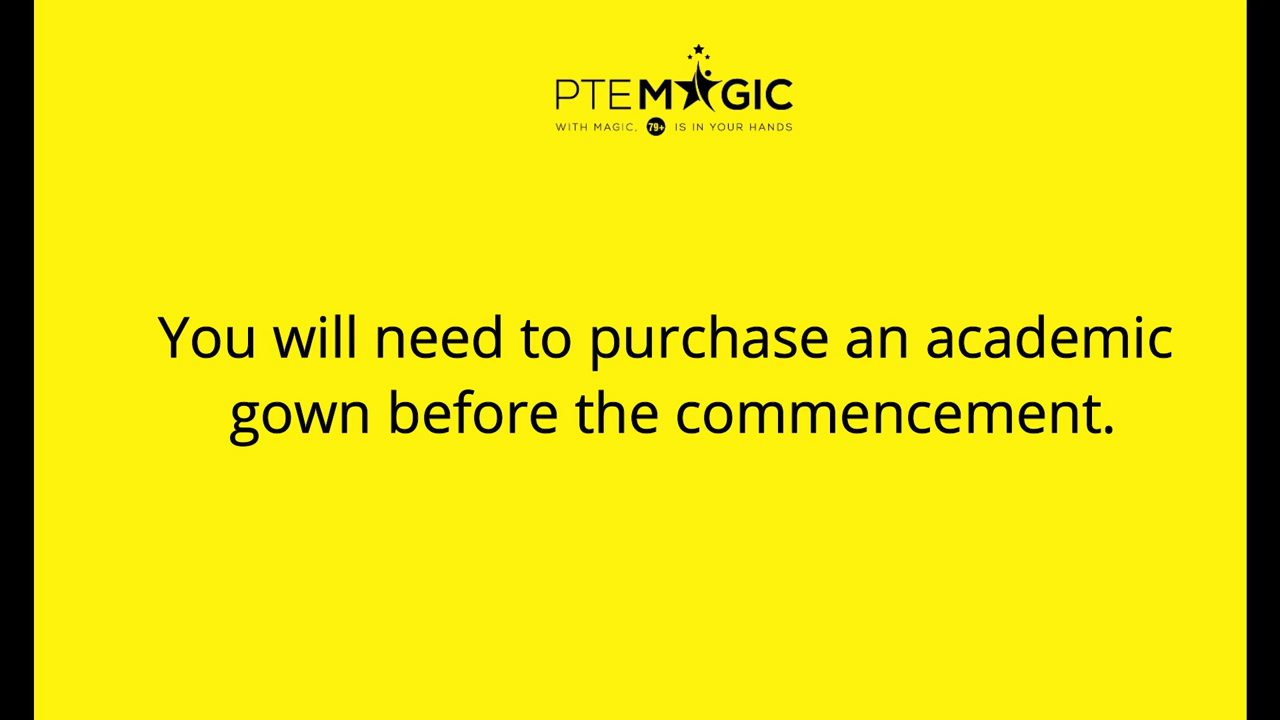 PTEMAGIC
WITH MAGIC, 79+ IS IN YOUR HANDS
You will need to purchase an academic
gown before the commencement.